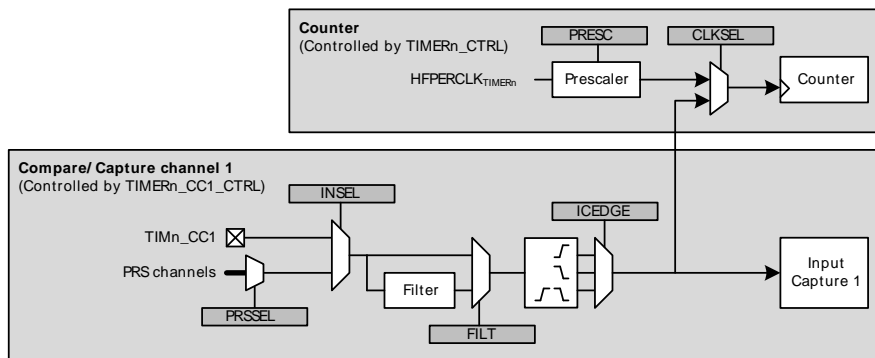 Counter
(Controlled by TIMERn_CTRL)
PRESC
CLKSEL
HFPERCLKTIMERn
Prescaler
Counter
Compare/ Capture channel 1
(Controlled by TIMERn_CC1_CTRL)
INSEL
ICEDGE
TIMn_CC1
PRS channels
Filter
Input
Capture 1
PRSSEL
FILT